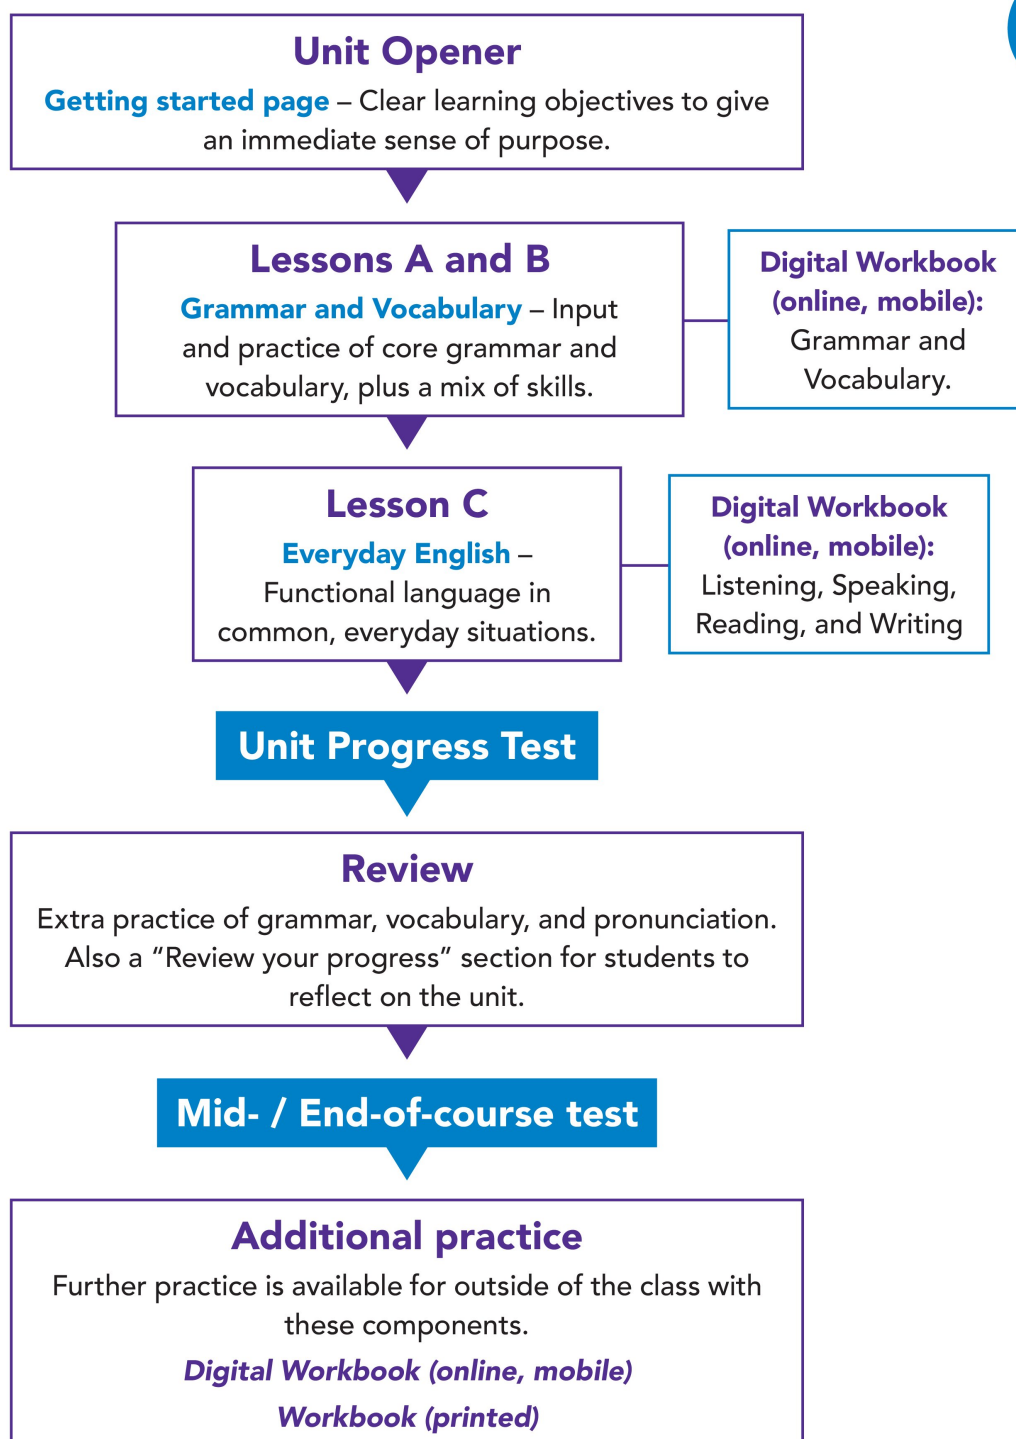 Unit Opener
Getting started page – Clear learning objectives to give
an immediate sense of purpose.
Lessons A and B
Grammar and Vocabulary – Input
and practice of core grammar and
vocabulary, plus a mix of skills.
Digital Workbook
(online, mobile):
Grammar and
Vocabulary.
Lesson C
Everyday English –
Functional language in
common, everyday situations.
Digital Workbook
(online, mobile):
Listening, Speaking,
Reading, and Writing
Unit Progress Test
Review
Extra practice of grammar, vocabulary, and pronunciation.
Also a “Review your progress” section for students to
reflect on the unit.
Mid- / End-of-course test
Additional practice
Further practice is available for outside of the class with
these components.
Digital Workbook (online, mobile)
Workbook (printed)